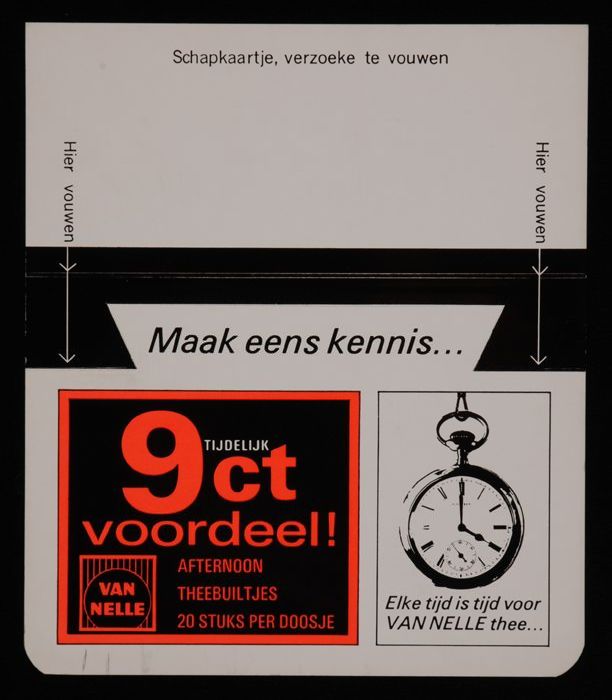 Schapkaartje, verzoeke te vouwen
Hier vouwen
Hier vouwen
Maak eens kennis...
TIJDELIJK
9ct
voordeel!
VAN
NELLE
AFTERNOON
THEEBUILTJES
20 STUKS PER DOOSJE
Elke tijd is tijd voor
VAN NELLE thee...